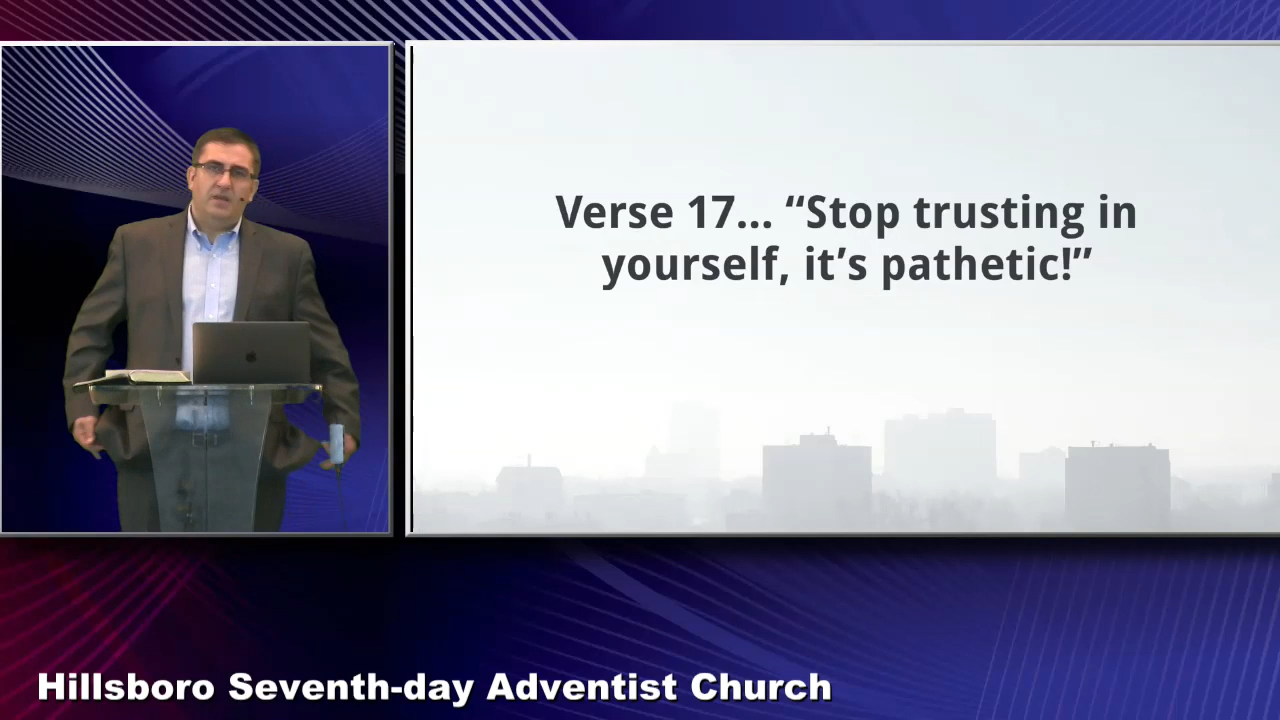 Verse 17... “Stop trusting in
yourself, it’s pathetic!”
Hillsboro Seventh-day Adventist Church